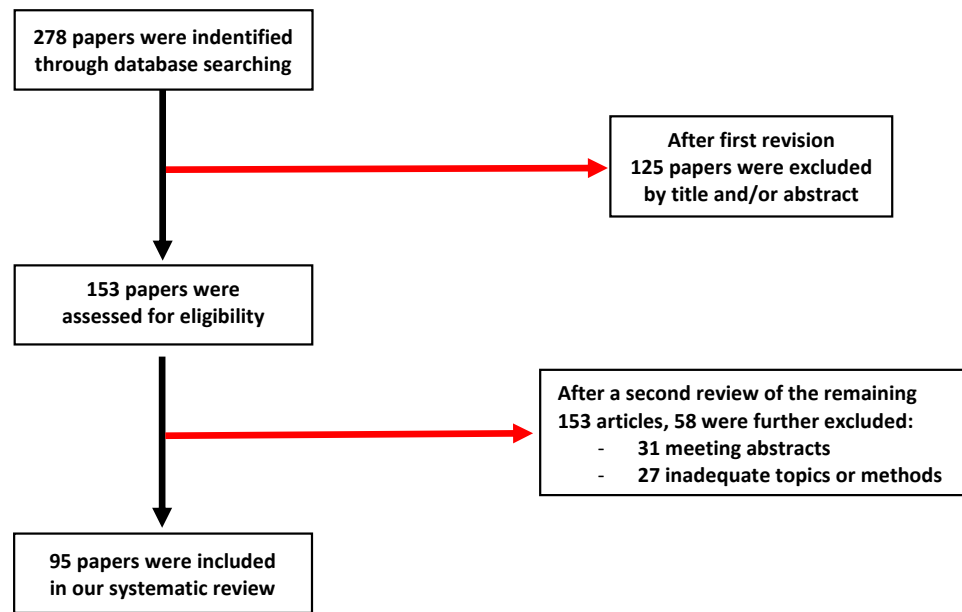 278 papers were indentified
through database searching
After first revision
125 papers were excluded
by title and/or abstract
153 papers were
assessed for eligibility
After a second review of the remaining
153 articles, 58 were further excluded:
- 31 meeting abstracts
- 27 inadequate topics or methods
95 papers were included
in our systematic review